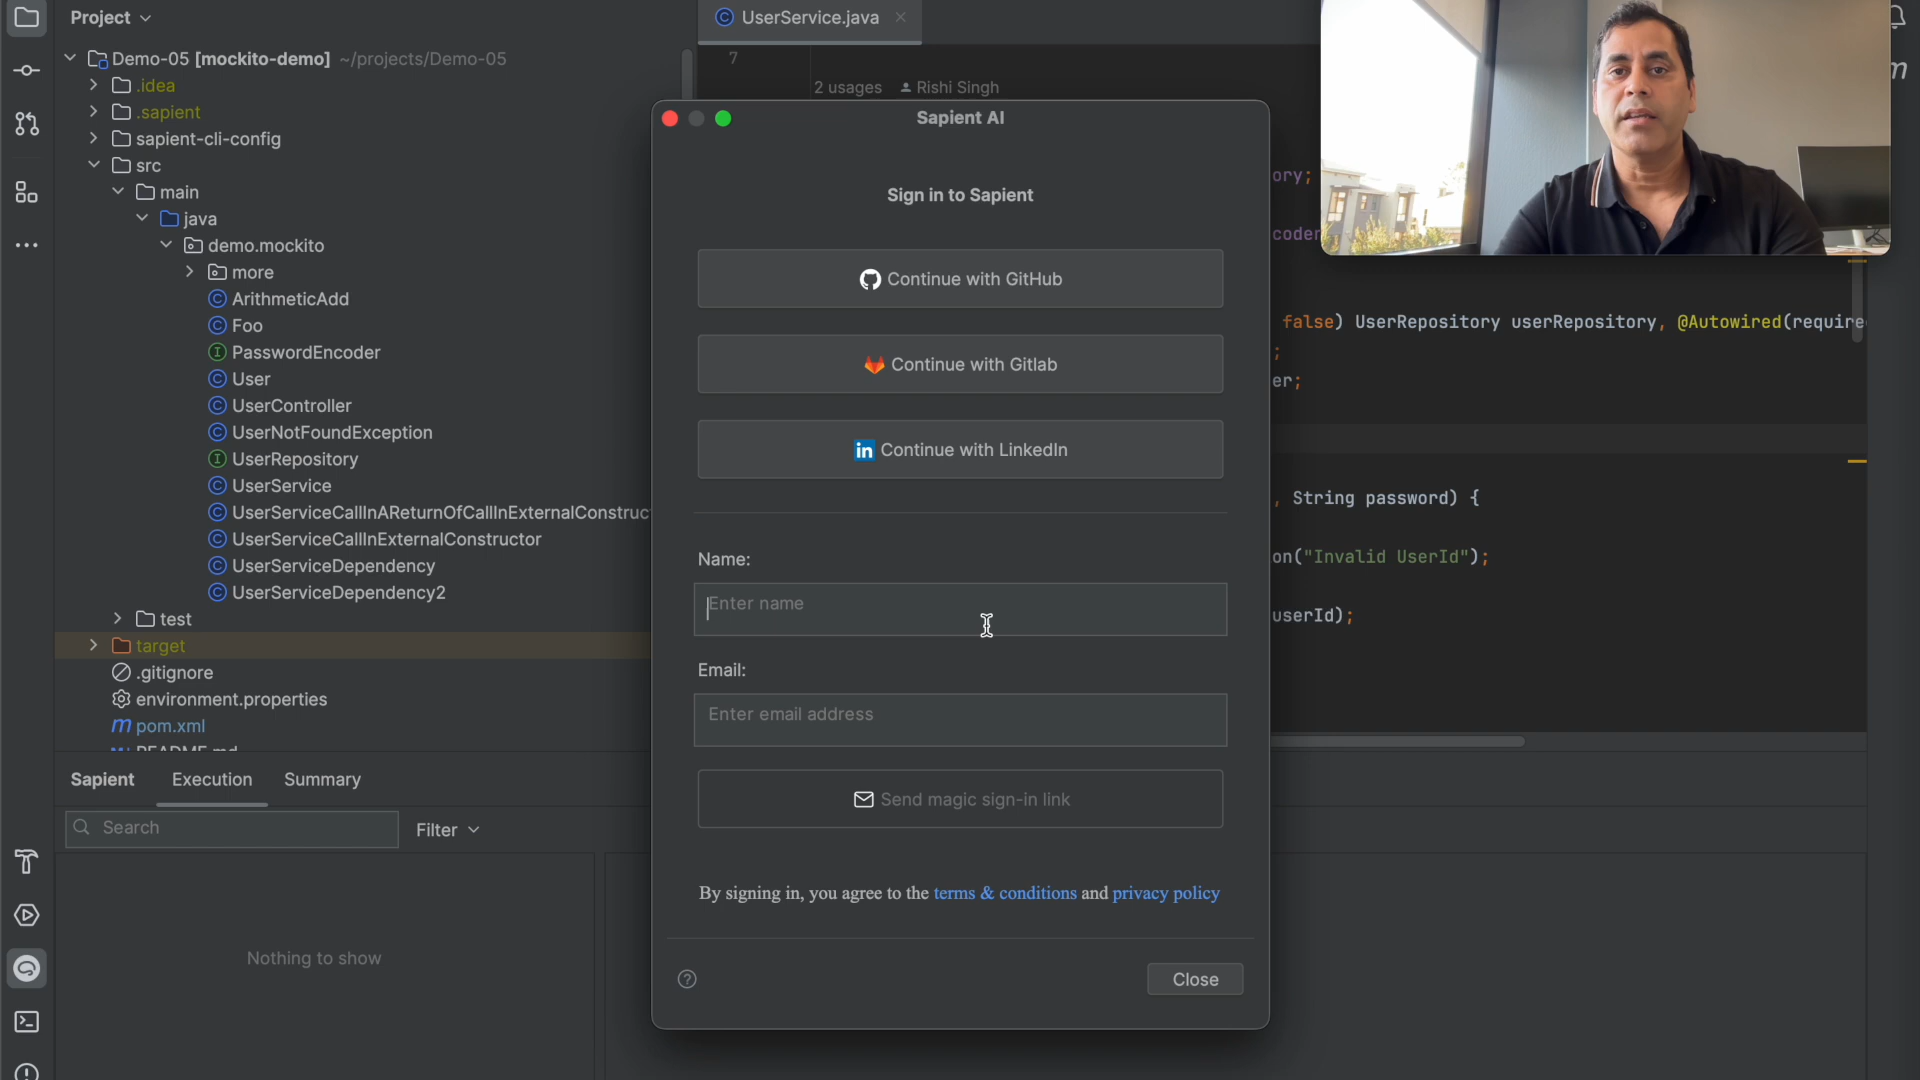 Project
Demo-05 [mockito-demo] ~/projects/Demo-05
.idea
.sapient
sapient-cli-config
src
main
java
demo.mockito
more
ArithmeticAdd
Foo
PasswordEncoder
User
UserController
UserNotFoundException
UserRepository
UserService
UserServiceCallInAReturnOfCallInExternalConstruc
UserServiceCallInExternalConstructor
UserServiceDependency
UserServiceDependency2
test
target
.gitignore
environment.properties
pom.xml
README.md
UserService.java
7
2 usages Rishi Singh
ory;
coder
false) UserRepository userRepository, @Autowired(require
;
er;
, String password) {
on("Invalid UserId");
userId);
Sapient AI
Sign in to Sapient
Continue with GitHub
Continue with Gitlab
in Continue with LinkedIn
Name:
Enter name
Email:
Enter email address
Send magic sign-in link
By signing in, you agree to the terms & conditions and privacy policy
Close
Sapient Execution Summary
Search
Filter
Nothing to show